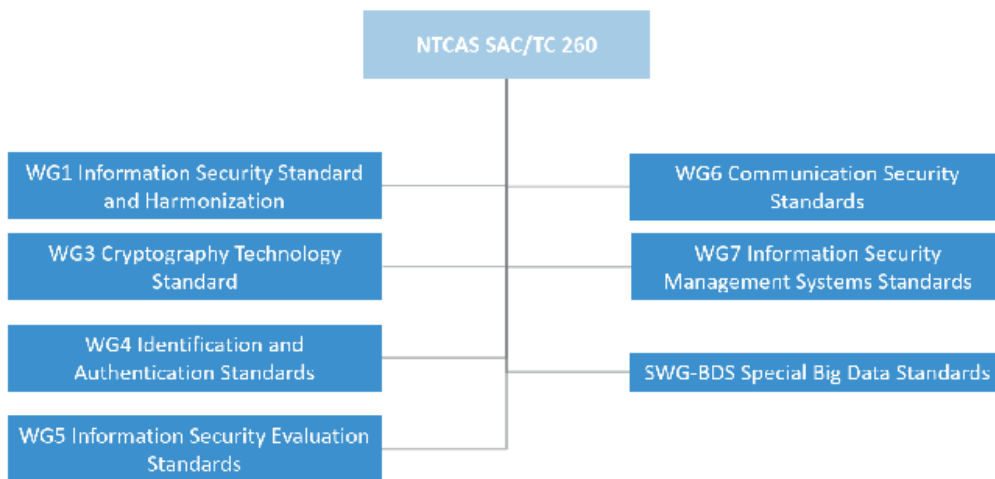 NTCAS SAC/TC 260
WG1 Information Security Standard
and Harmonization
WG3 Cryptography Technology
Standard
WG4 Identification and
Authentication Standards
WG5 Information Security Evaluation
Standards
WG6 Communication Security
Standards
WG7 Information Security
Management Systems Standards
SWG-BDS Special Big Data Standards